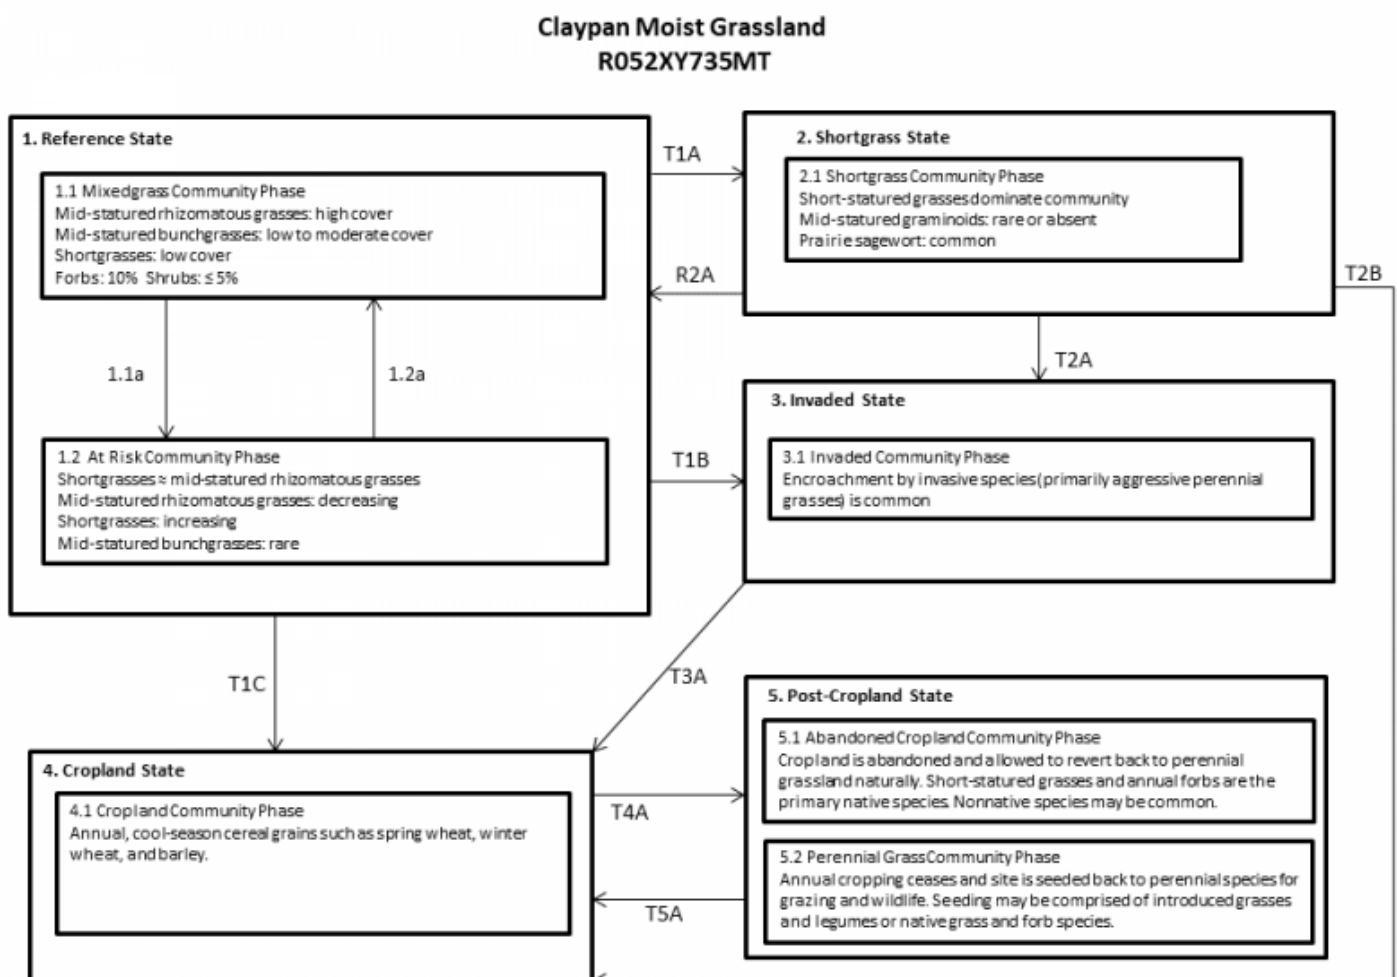 Claypan Moist Grassland
R052XY735MT
1. Reference State
1.1 Mixedgrass Community Phase
Mid-statured rhizomatous grasses: high cover
Mid-statured bunchgrasses: low to moderate cover
Shortgrasses: low cover
Forbs: 10%  Shrubs: ≤ 5%
1.1a
1.2a
1.2  At Risk Community Phase
Shortgrasses ≈ mid-statured rhizomatous grasses
Mid-statured rhizomatous grasses: decreasing
Shortgrasses: increasing
Mid-statured bunchgrasses: rare
T1A
R2A
T1B
T1C
2. Shortgrass State
2.1 Shortgrass Community Phase
Short-statured grasses dominate community
Mid-statured graminoids: rare or absent
Prairie sagewort: common
T2B
T2A
3. Invaded State
3.1 Invaded Community Phase
Encroachment by invasive species (primarily aggressive perennial
grasses) is common
T3A
4. Cropland State
4.1 Cropland Community Phase
Annual, cool-season cereal grains such as spring wheat, winter
wheat, and barley.
T4A
T5A
5. Post-Cropland State
5.1 Abandoned Cropland Community Phase
Cropland is abandoned and allowed to revert back to perennial
grassland naturally. Short-statured grasses and annual forbs are the
primary native species. Nonnative species may be common.
5.2 Perennial Grass Community Phase
Annual cropping ceases and site is seeded back to perennial species for
grazing and wildlife. Seeding may be comprised of introduced grasses
and legumes or native grass and forb species.